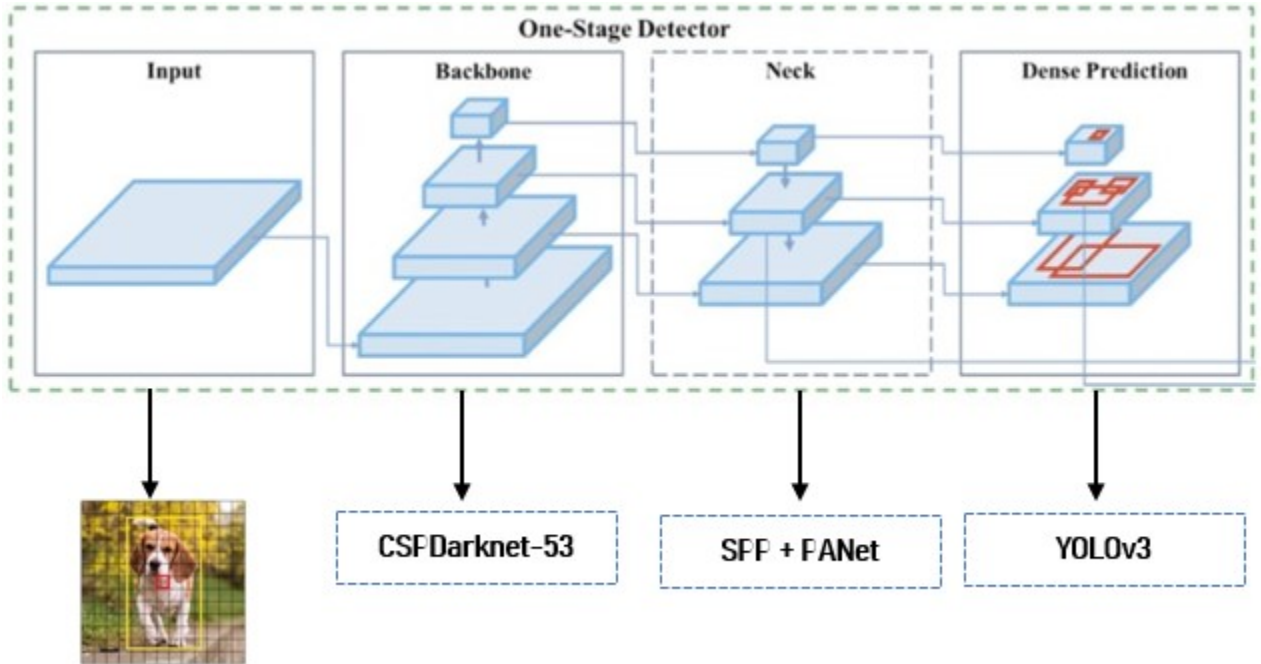 One-Stage Detector
Input
Backbone
Neck
Dense Prediction
CSPDarknet-53
SPP + PANet
YOLOv3